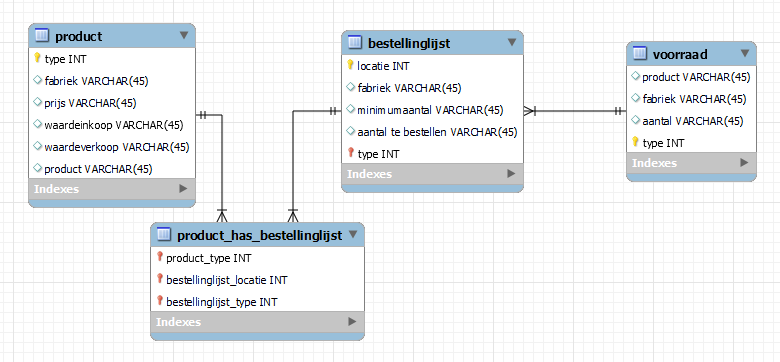 product
type INT
fabriek VARCHAR(45)
prijs VARCHAR(45)
waardeinkoop VARCHAR(45)
waardeverkoop VARCHAR(45)
product VARCHAR(45)
Indexes
bestellinglijst
locatie INT
fabriek VARCHAR(45)
minimumaantal VARCHAR(45)
aantal te bestellen VARCHAR(45)
type INT
Indexes
voorraad
product VARCHAR(45)
fabriek VARCHAR(45)
aantal VARCHAR(45)
type INT
Indexes
product_has_bestellinglijst
product_type INT
bestellinglijst_locatie INT
bestellinglijst_type INT
Indexes